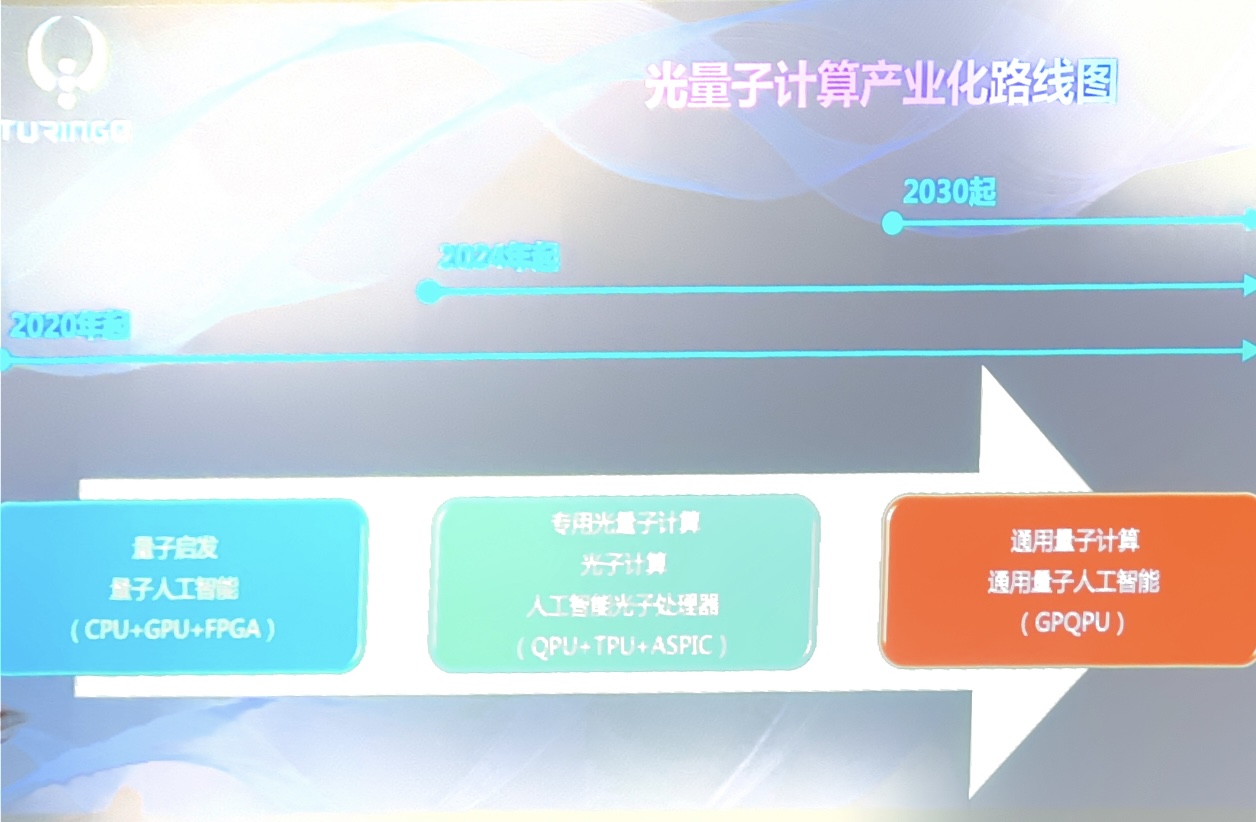 TURINGQ
光量子计算产业化路线图
2030起
2024年起
2020年起
量子启发
量子人工智能
(CPU+GPU+FPGA)
专用光量子计算
光子计算
人工智能光子处理器
(QPU+TPU+ASPIC)
通用量子计算
通用量子人工智能
(GPQPU)